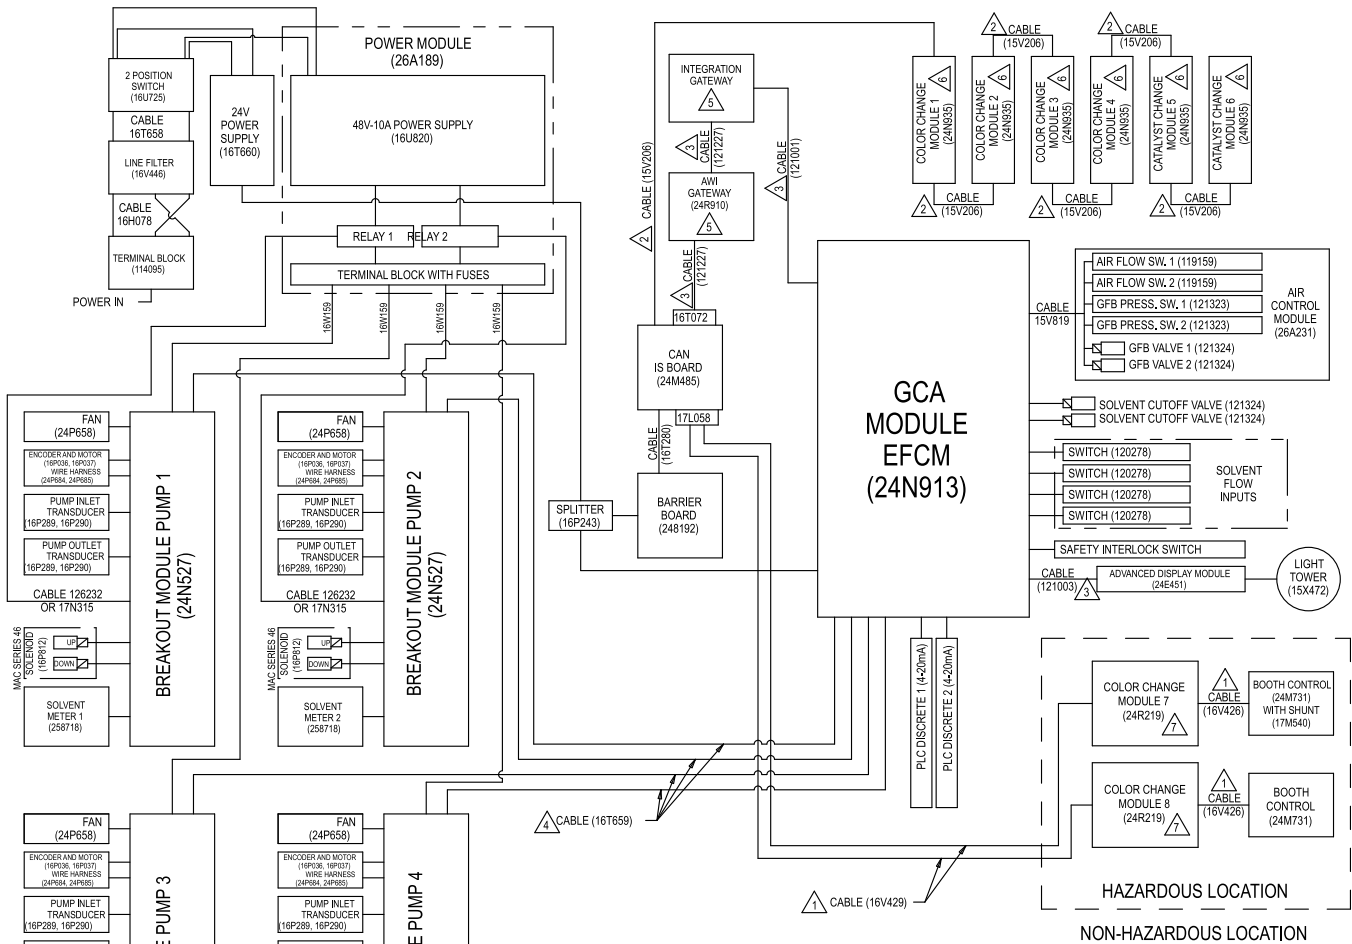 POWER MODULE
(26A189)
2 POSITION
SWITCH
(16U725)
CABLE
16T658
LINE FILTER
(16V446)
CABLE
16H078
TERMINAL BLOCK
(114095)
POWER IN
24V
POWER
SUPPLY
(16T660)
48V-10A POWER SUPPLY
(16U820)
RELAY 1
RELAY 2
TERMINAL BLOCK WITH FUSES
16W159
16W159
16W159
16W159
INTEGRATION
GATEWAY
5
3
CABLE
(121227)
AWI
GATEWAY
(24R910)
5
3
CABLE
(121227)
3
CABLE
(121001)
2
CABLE (15V206)
16T072
CAN
IS BOARD
(24M485)
17L058
CABLE
(16T280)
BARRIER
BOARD
(248192)
SPLITTER
(16P243)
2
CABLE
(15V206)
2
CABLE
(15V206)
COLOR CHANGE
MODULE 1
(24N935)
6
COLOR CHANGE
MODULE 2
(24N935)
6
COLOR CHANGE
MODULE 3
(24N935)
6
COLOR CHANGE
MODULE 4
(24N935)
6
CATALYST CHANGE
MODULE 5
(24N935)
6
CATALYST CHANGE
MODULE 6
(24N935)
6
2
CABLE
(15V206)
2
CABLE
(15V206)
2
CABLE
(15V206)
GCA
MODULE
EFCM
(24N913)
CABLE
15V819
AIR FLOW SW. 1 (119159)
AIR FLOW SW. 2 (119159)
GFB PRESS. SW. 1 (121323)
GFB PRESS. SW. 2 (121323)
GFB VALVE 1 (121324)
GFB VALVE 2 (121324)
AIR
CONTROL
MODULE
(26A231)
SOLVENT CUTOFF VALVE (121324)
SOLVENT CUTOFF VALVE (121324)
SWITCH (120278)
SWITCH (120278)
SWITCH (120278)
SWITCH (120278)
SOLVENT
FLOW
INPUTS
SAFETY INTERLOCK SWITCH
CABLE
(121003)
3
ADVANCED DISPLAY MODULE
(24E451)
LIGHT
TOWER
(15X472)
PLC DISCRETE 1 (4-20mA)
PLC DISCRETE 2 (4-20mA)
COLOR CHANGE
MODULE 7
(24R219)
7
1
CABLE
(16V426)
BOOTH CONTROL
(24M731)
WITH SHUNT
(17M540)
COLOR CHANGE
MODULE 8
(24R219)
7
1
CABLE
(16V426)
BOOTH
CONTROL
(24M731)
HAZARDOUS LOCATION
NON-HAZARDOUS LOCATION
1
CABLE (16V429)
4
CABLE (16T659)
FAN
(24P658)
ENCODER AND MOTOR
(16P036, 16P037)
WIRE HARNESS
(24P684, 24P685)
PUMP INLET
TRANSDUCER
(16P289, 16P290)
PUMP OUTLET
TRANSDUCER
(16P289, 16P290)
CABLE 126232
OR 17N315
MAC SERIES 46
SOLENOID
(16P812)
UP
DOWN
SOLVENT
METER 1
(258718)
BREAKOUT MODULE PUMP 1
(24N527)
FAN
(24P658)
ENCODER AND MOTOR
(16P036, 16P037)
WIRE HARNESS
(24P684, 24P685)
PUMP INLET
TRANSDUCER
(16P289, 16P290)
PUMP OUTLET
TRANSDUCER
(16P289, 16P290)
CABLE 126232
OR 17N315
MAC SERIES 46
SOLENOID
(16P812)
UP
DOWN
SOLVENT
METER 2
(258718)
BREAKOUT MODULE PUMP 2
(24N527)
FAN
(24P658)
ENCODER AND MOTOR
(16P036, 16P037)
WIRE HARNESS
(24P684, 24P685)
PUMP INLET
TRANSDUCER
(16P289, 16P290)
E PUMP 3
FAN
(24P658)
ENCODER AND MOTOR
(16P036, 16P037)
WIRE HARNESS
(24P684, 24P685)
PUMP INLET
TRANSDUCER
(16P289, 16P290)
E PUMP 4